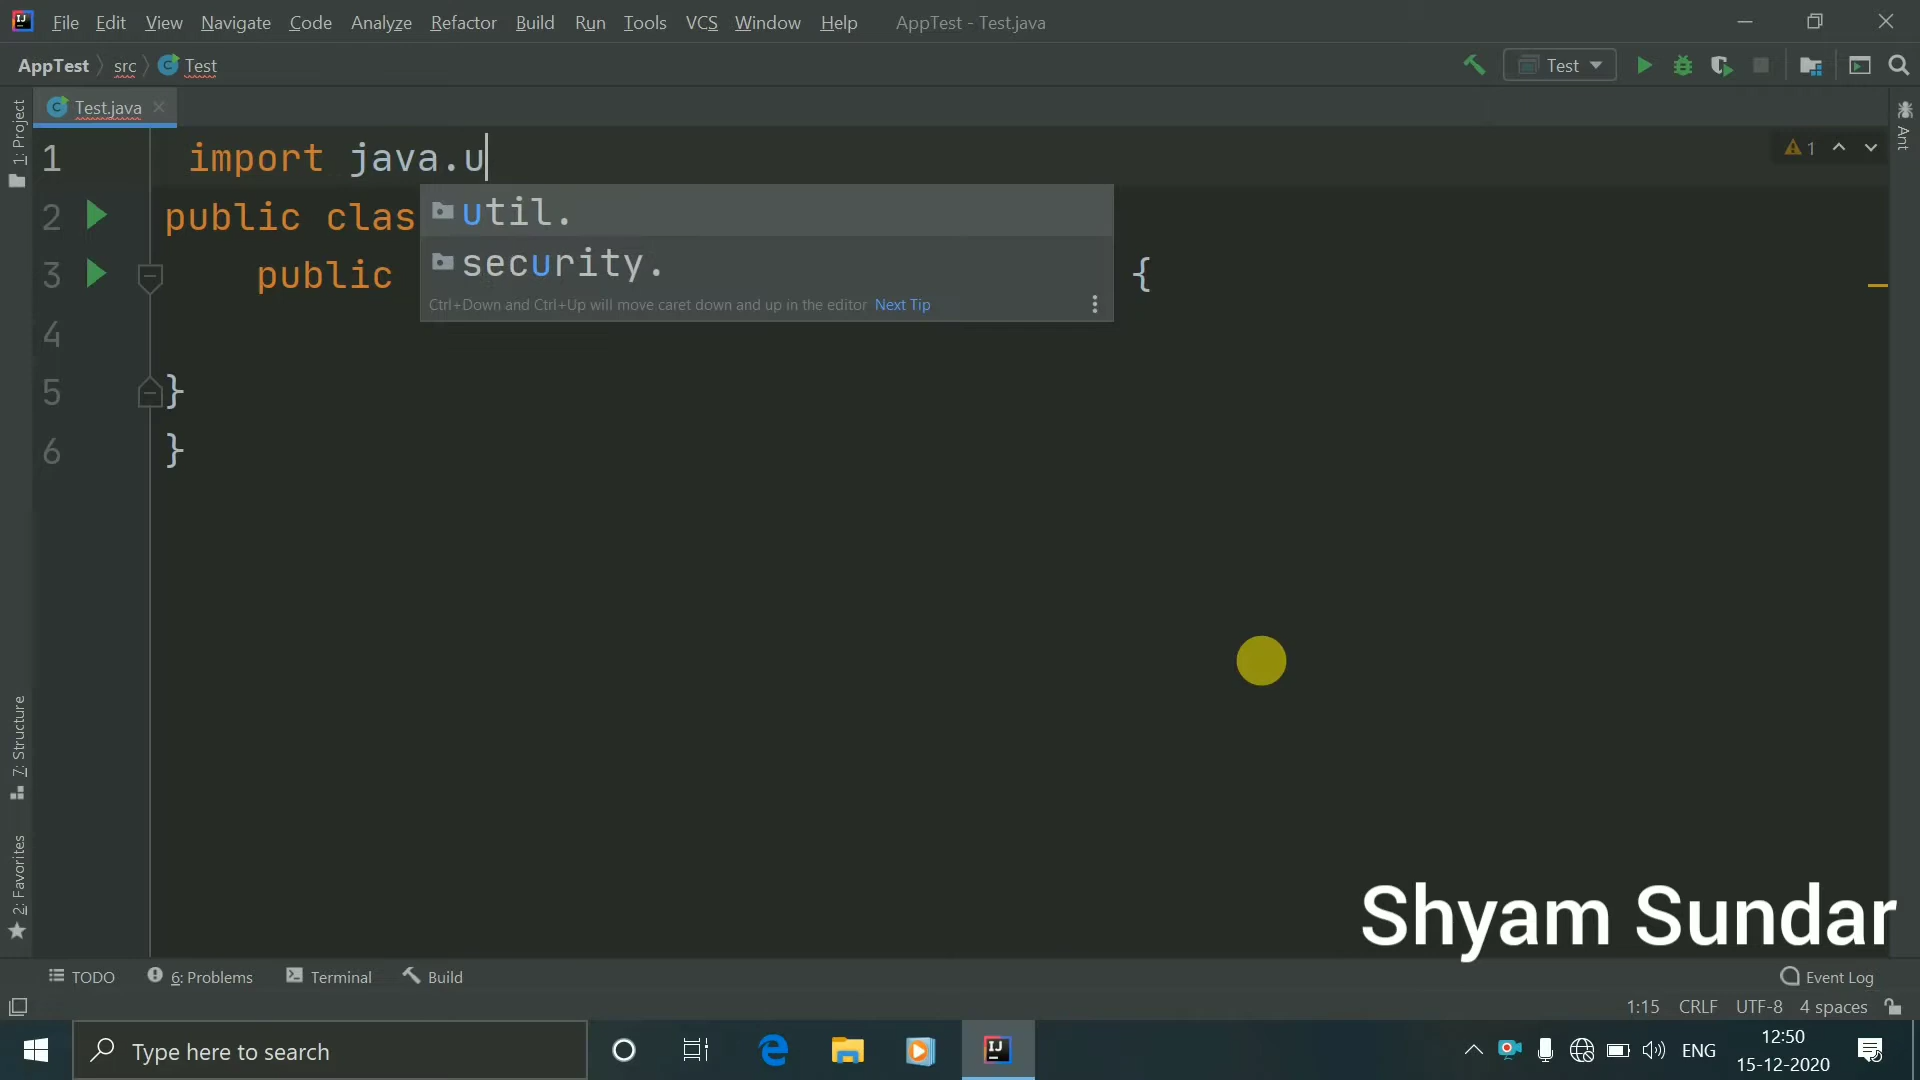 File Edit View Navigate Code Analyze Refactor Build Run Tools VCS Window Help AppTest - Test.java
AppTest src Test Test
Test.java
1: Project
Ant
1 import java.u
1
util.
2 public clas
security.
3 public {
Ctrl+Down and Ctrl+Up will move caret down and up in the editor Next Tip
4
5 }
6 }
7: Structure
2: Favorites
Shyam Sundar
TODO 6: Problems Terminal Build Event Log
1:15 CRLF UTF-8 4 spaces
Type here to search
ENG
12:50
15-12-2020